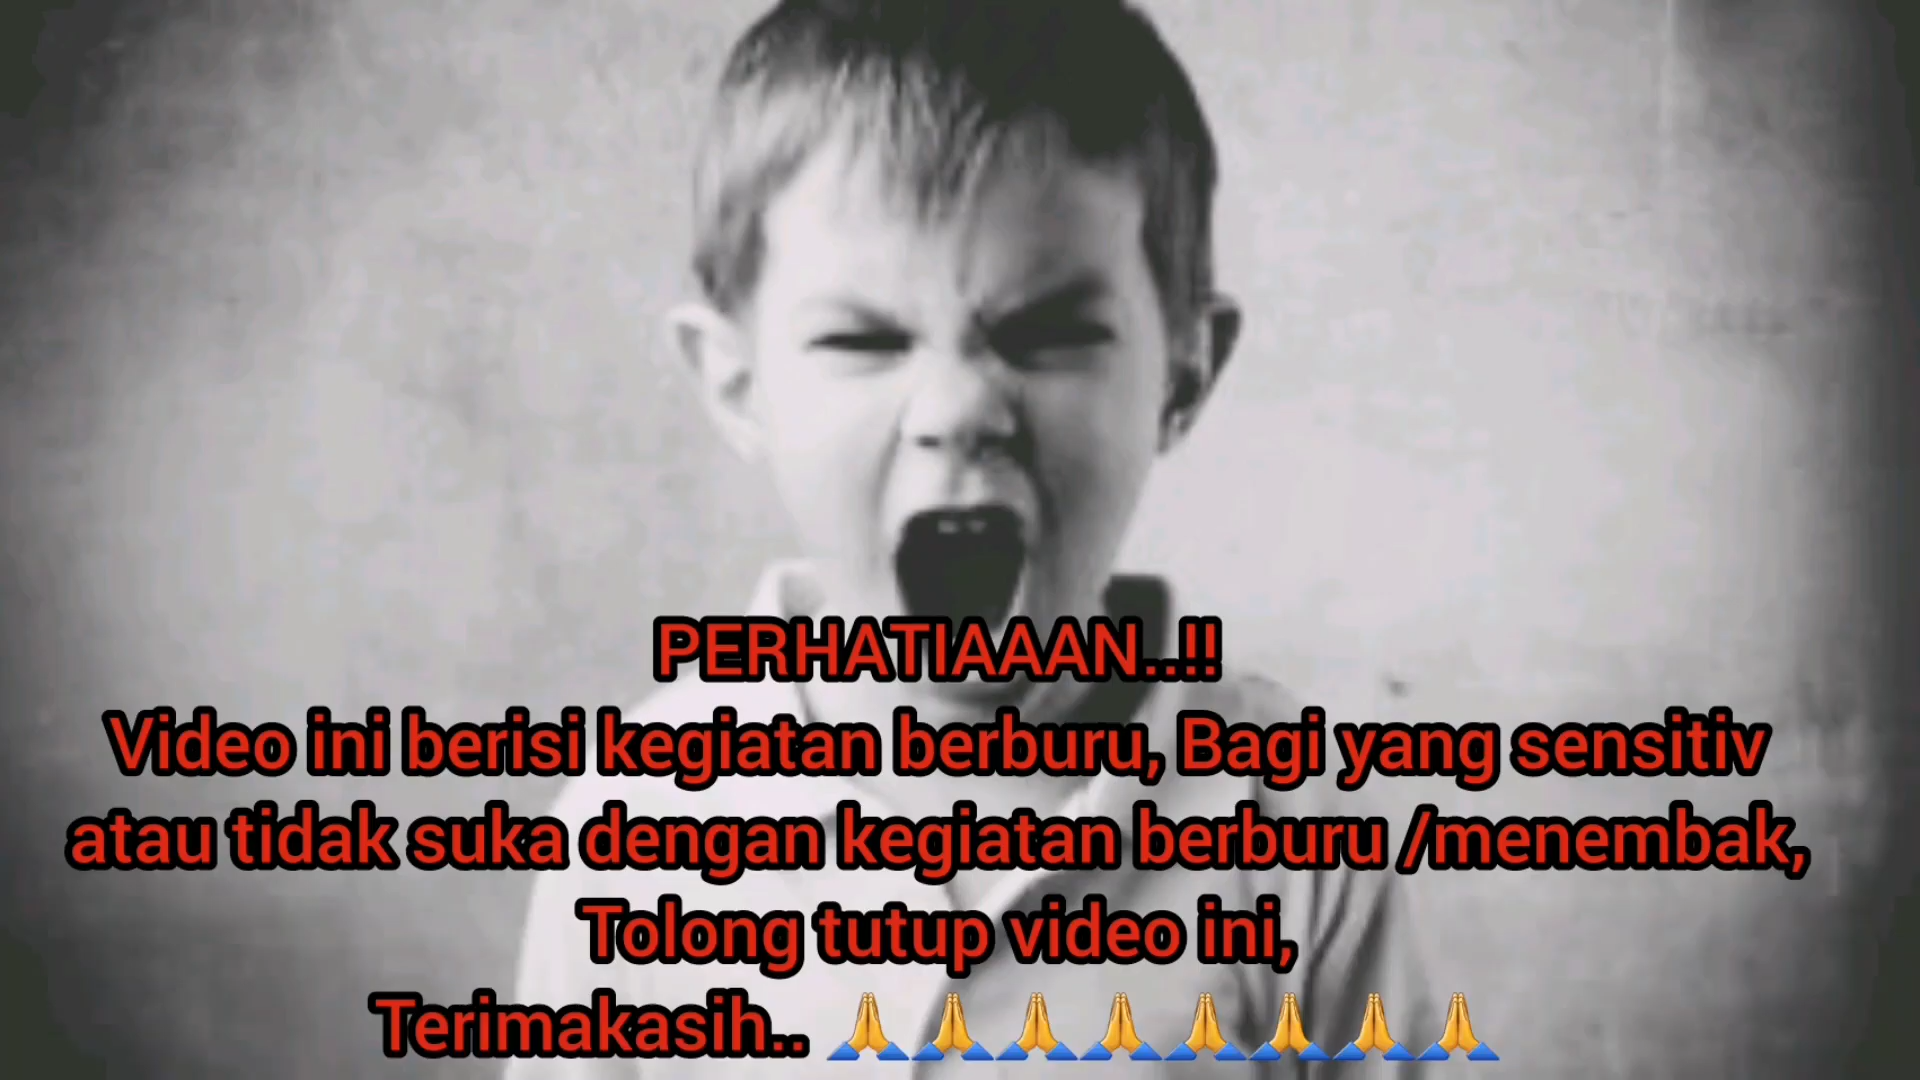 PERHATIAAAN..!!
Video ini berisi kegiatan berburu, Bagi yang sensitiv
atau tidak suka dengan kegiatan berburu /menembak,
Tolong tutup video ini,
Terimakasih.. 🙏🙏🙏🙏🙏🙏🙏🙏